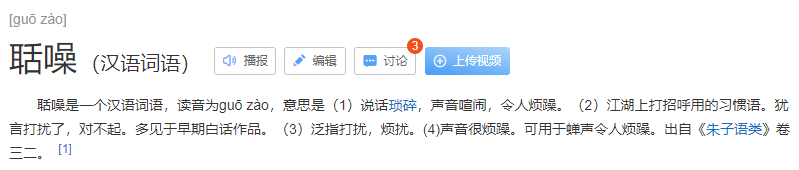 [guō zào]
聒噪（汉语词语） 播报 编辑 讨论 3 上传视频
聒噪是一个汉语词语，读音为guō zào，意思是（1）说话琐碎，声音喧闹，令人烦躁。（2）江湖上打招呼用的习惯语。犹
言打扰了，对不起。多见于早期白话作品。（3）泛指打扰，烦扰。(4)声音很烦躁。可用于蝉声令人烦躁。出自《朱子语类》卷
三二。 [1]